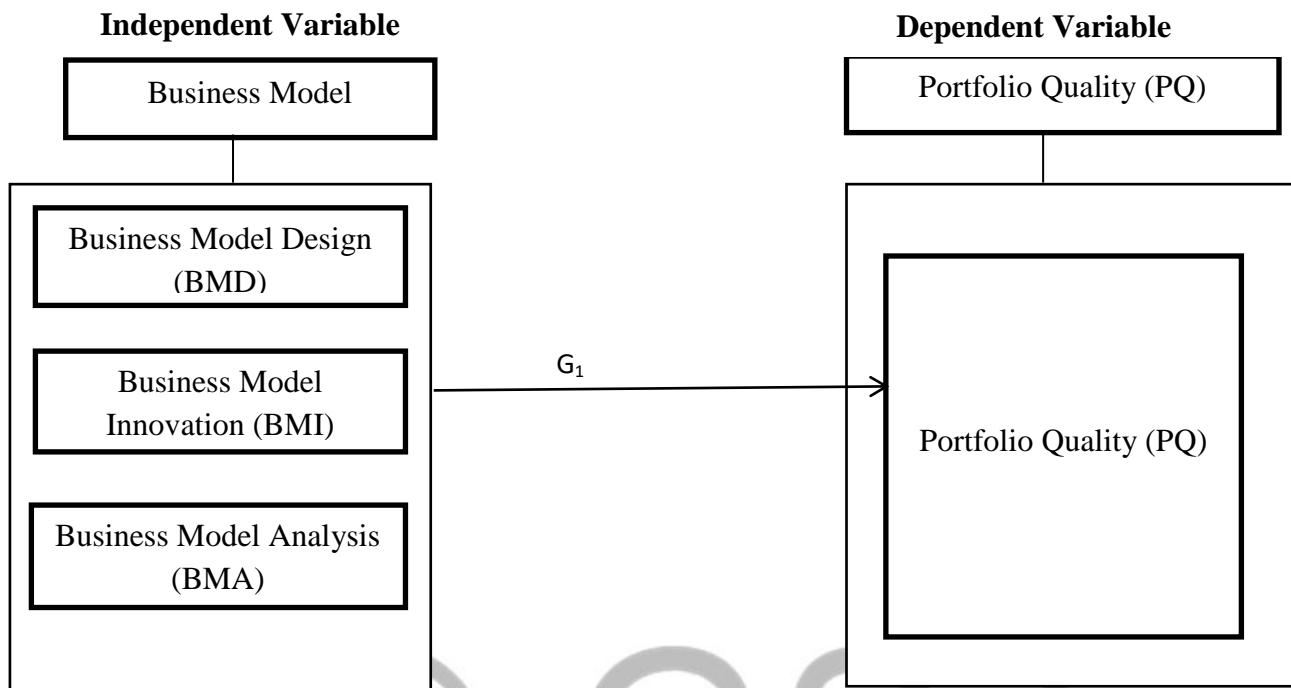 Independent Variable
Dependent Variable
Business Model
Portfolio Quality (PQ)
Business Model Design
(BMD)
Business Model
Innovation (BMI)
Business Model Analysis
(BMA)
G₁
Portfolio Quality (PQ)